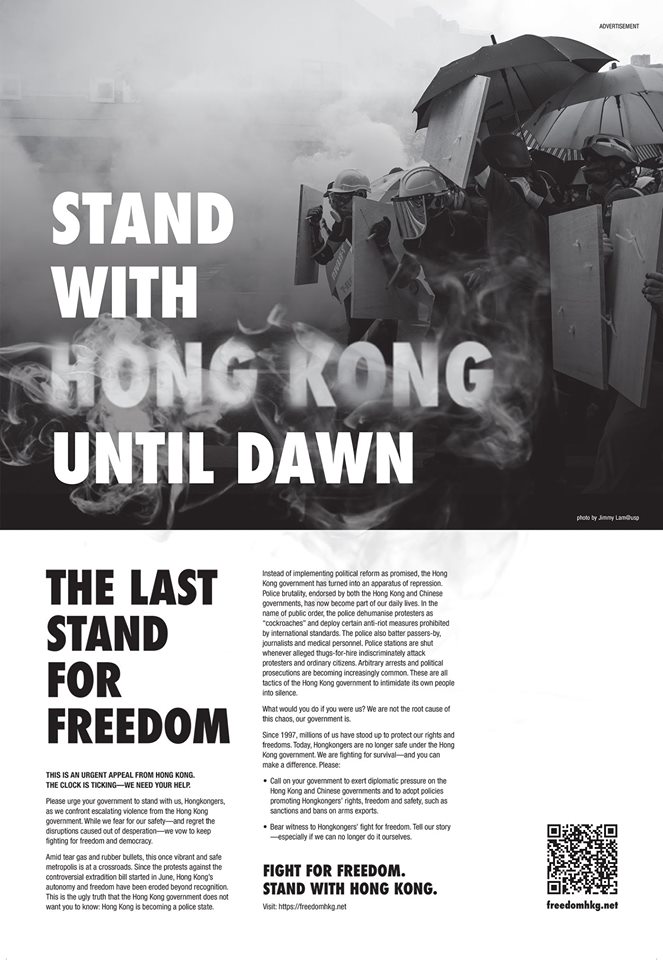 ADVERTISEMENT
STAND
WITH
HONG KONG
UNTIL DAWN
photo by Jimmy Lam@usp
THE LAST
STAND
FOR
FREEDOM
THIS IS AN URGENT APPEAL FROM HONG KONG.
THE CLOCK IS TICKING—WE NEED YOUR HELP.
Please urge your government to stand with us, Hongkongers,
as we confront escalating violence from the Hong Kong
government. While we fear for our safety—and regret the
disruptions caused out of desperation—we vow to keep
fighting for freedom and democracy.
Amid tear gas and rubber bullets, this once vibrant and safe
metropolis is at a crossroads. Since the protests against the
controversial extradition bill started in June, Hong Kong's
autonomy and freedom have been eroded beyond recognition.
This is the ugly truth that the Hong Kong government does not
want you to know: Hong Kong is becoming a police state.
Instead of implementing political reform as promised, the Hong
Kong government has turned into an apparatus of repression.
Police brutality, endorsed by both the Hong Kong and Chinese
governments, has now become part of our daily lives. In the
name of public order, the police dehumanise protesters as
“cockroaches” and deploy certain anti-riot measures prohibited
by international standards. The police also batter passers-by,
journalists and medical personnel. Police stations are shut
whenever alleged thugs-for-hire indiscriminately attack
protesters and ordinary citizens. Arbitrary arrests and political
prosecutions are becoming increasingly common. These are all
tactics of the Hong Kong government to intimidate its own people
into silence.
What would you do if you were us? We are not the root cause of
this chaos, our government is.
Since 1997, millions of us have stood up to protect our rights and
freedoms. Today, Hongkongers are no longer safe under the Hong
Kong government. We are fighting for survival—and you can
make a difference. Please:
• Call on your government to exert diplomatic pressure on the
Hong Kong and Chinese governments and to adopt policies
promoting Hongkongers' rights, freedom and safety, such as
sanctions and bans on arms exports.
• Bear witness to Hongkongers' fight for freedom. Tell our story
—especially if we can no longer do it ourselves.
FIGHT FOR FREEDOM.
STAND WITH HONG KONG.
Visit: https://freedomhkg.net
freedomhkg.net